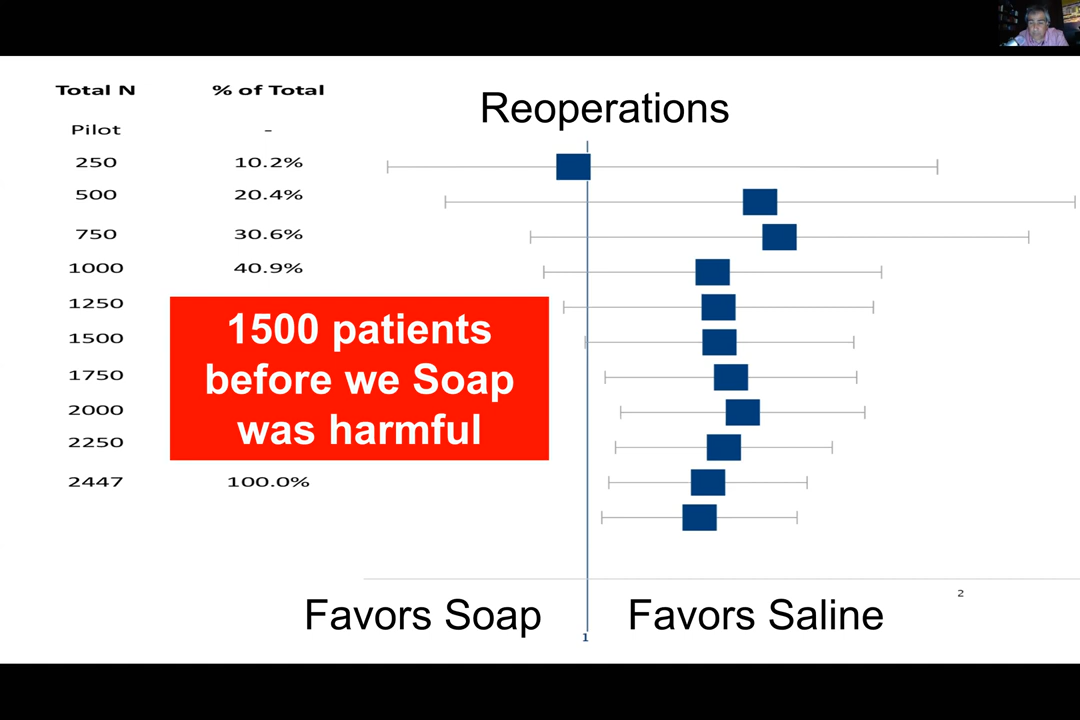 Total N % of Total
Reoperations
Pilot -
250 10.2%
500 20.4%
750 30.6%
1000 40.9%
1250
1500
1750
2000
2250
2447 100.0%
1500 patients
before we Soap
was harmful
2
Favors Soap Favors Saline
1